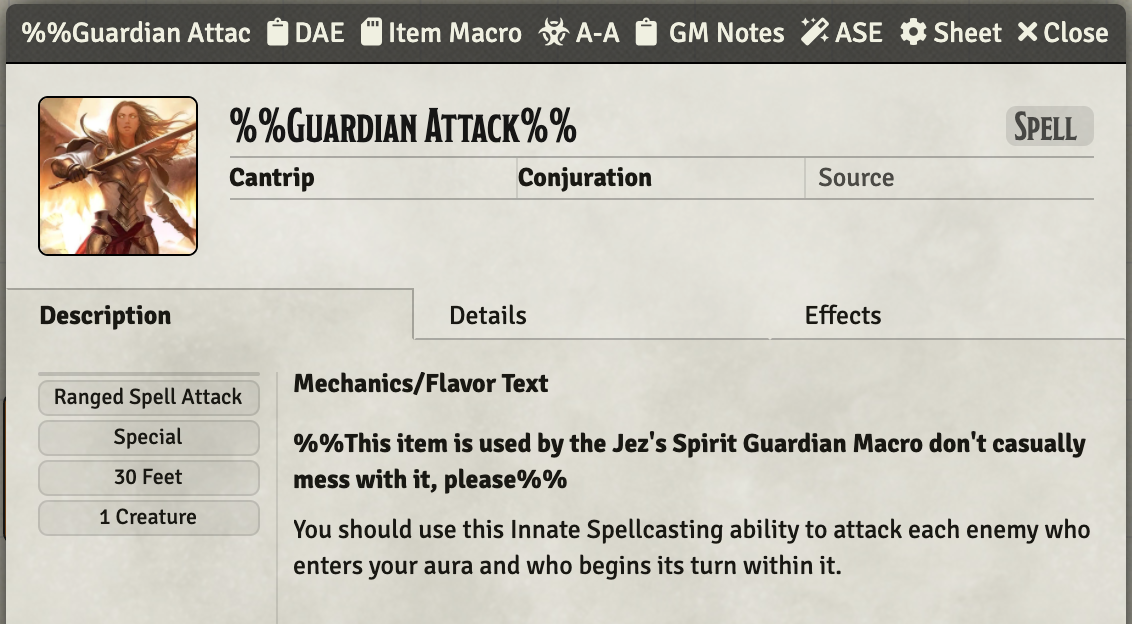 %%Guardian Attac DAE Item Macro A-A GM Notes ASE Sheet Close
%%Guardian Attack%% Spell
Cantrip Conjuration Source
Description Details Effects
Ranged Spell Attack
Special
30 Feet
1 Creature
Mechanics/Flavor Text
%%This item is used by the Jez's Spirit Guardian Macro don't casually
mess with it, please%%
You should use this Innate Spellcasting ability to attack each enemy who
enters your aura and who begins its turn within it.